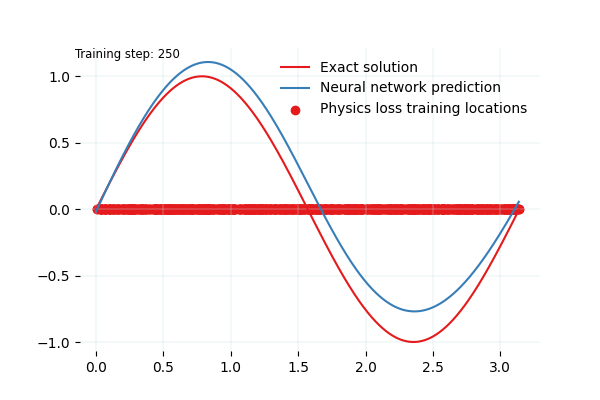 Training step: 250
Exact solution
Neural network prediction
Physics loss training locations
1.0
0.5
0.0
−0.5
−1.0
0.0 0.5 1.0 1.5 2.0 2.5 3.0